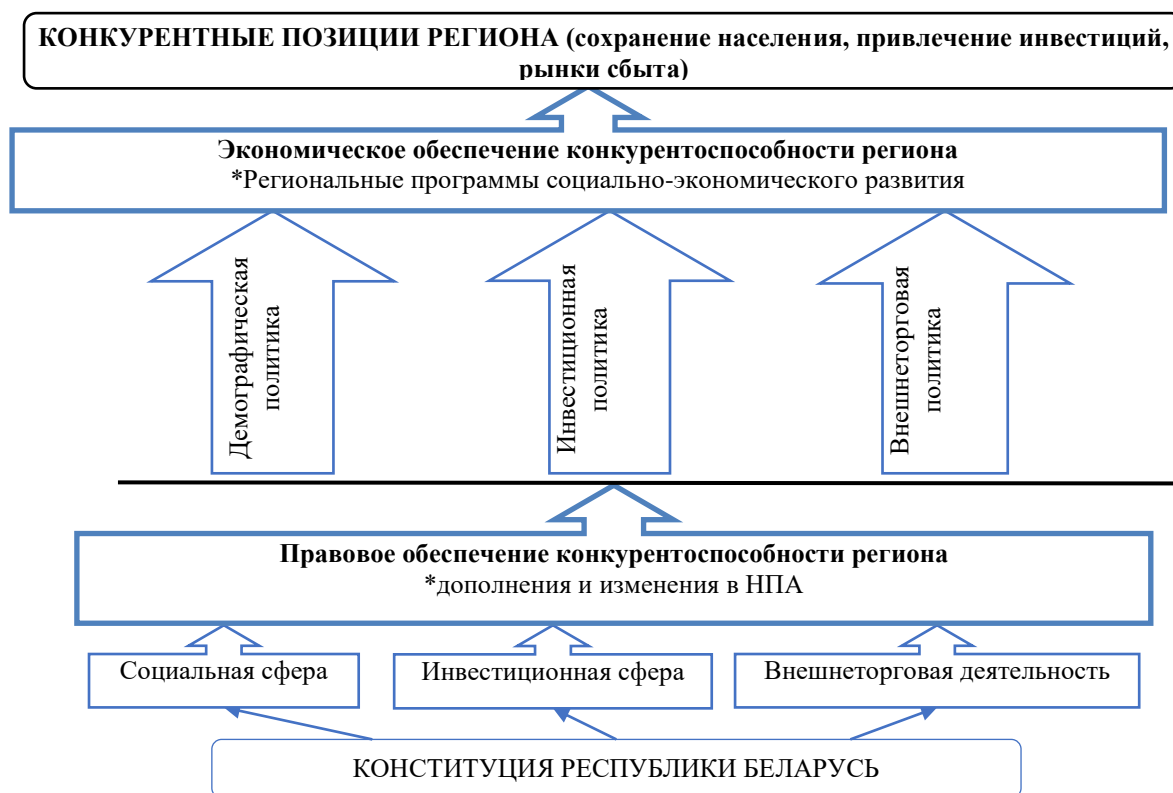 КОНКУРЕНТНЫЕ ПОЗИЦИИ РЕГИОНА (сохранение населения, привлечение инвестиций,
рынки сбыта)
Экономическое обеспечение конкурентоспособности региона
*Региональные программы социально-экономического развития
Демографическая
политика
Инвестиционная
политика
Внешнеторговая
политика
Правовое обеспечение конкурентоспособности региона
*дополнения и изменения в НПА
Социальная сфера
Инвестиционная сфера
Внешнеторговая деятельность
КОНСТИТУЦИЯ РЕСПУБЛИКИ БЕЛАРУСЬ